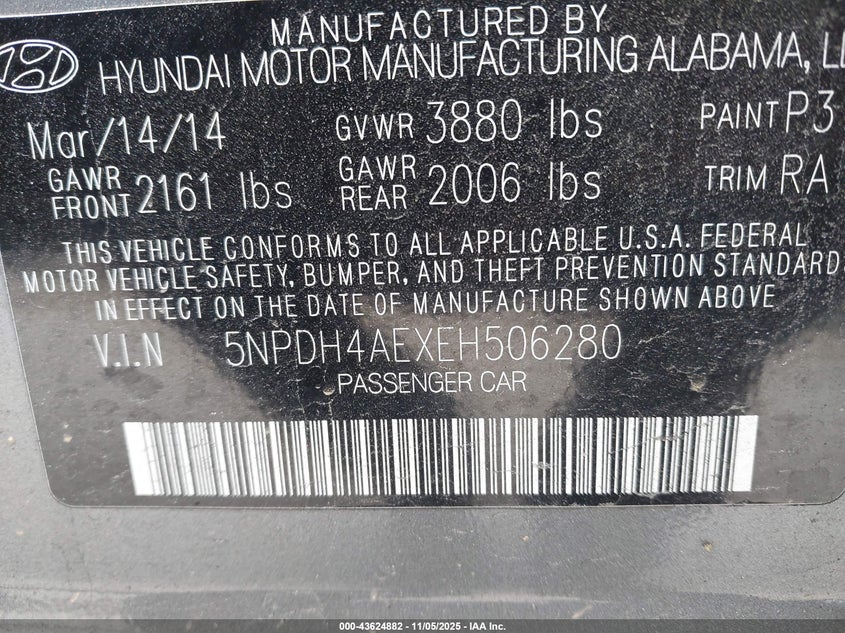 MANUFACTURED BY
HYUNDAI MOTOR MANUFACTURING ALABAMA, LL
Mar/14/14 GVWR 3880 lbs PAINT P3
GAWR FRONT 2161 lbs GAWR REAR 2006 lbs TRIM RA
THIS VEHICLE CONFORMS TO ALL APPLICABLE U.S.A. FEDERAL
MOTOR VEHICLE SAFETY, BUMPER, AND THEFT PREVENTION STANDARDS
IN EFFECT ON THE DATE OF MANUFACTURE SHOWN ABOVE
V.I.N 5NPDH4AEXEH506280
PASSENGER CAR
000-43624882 - 11/05/2025 - IAA Inc.